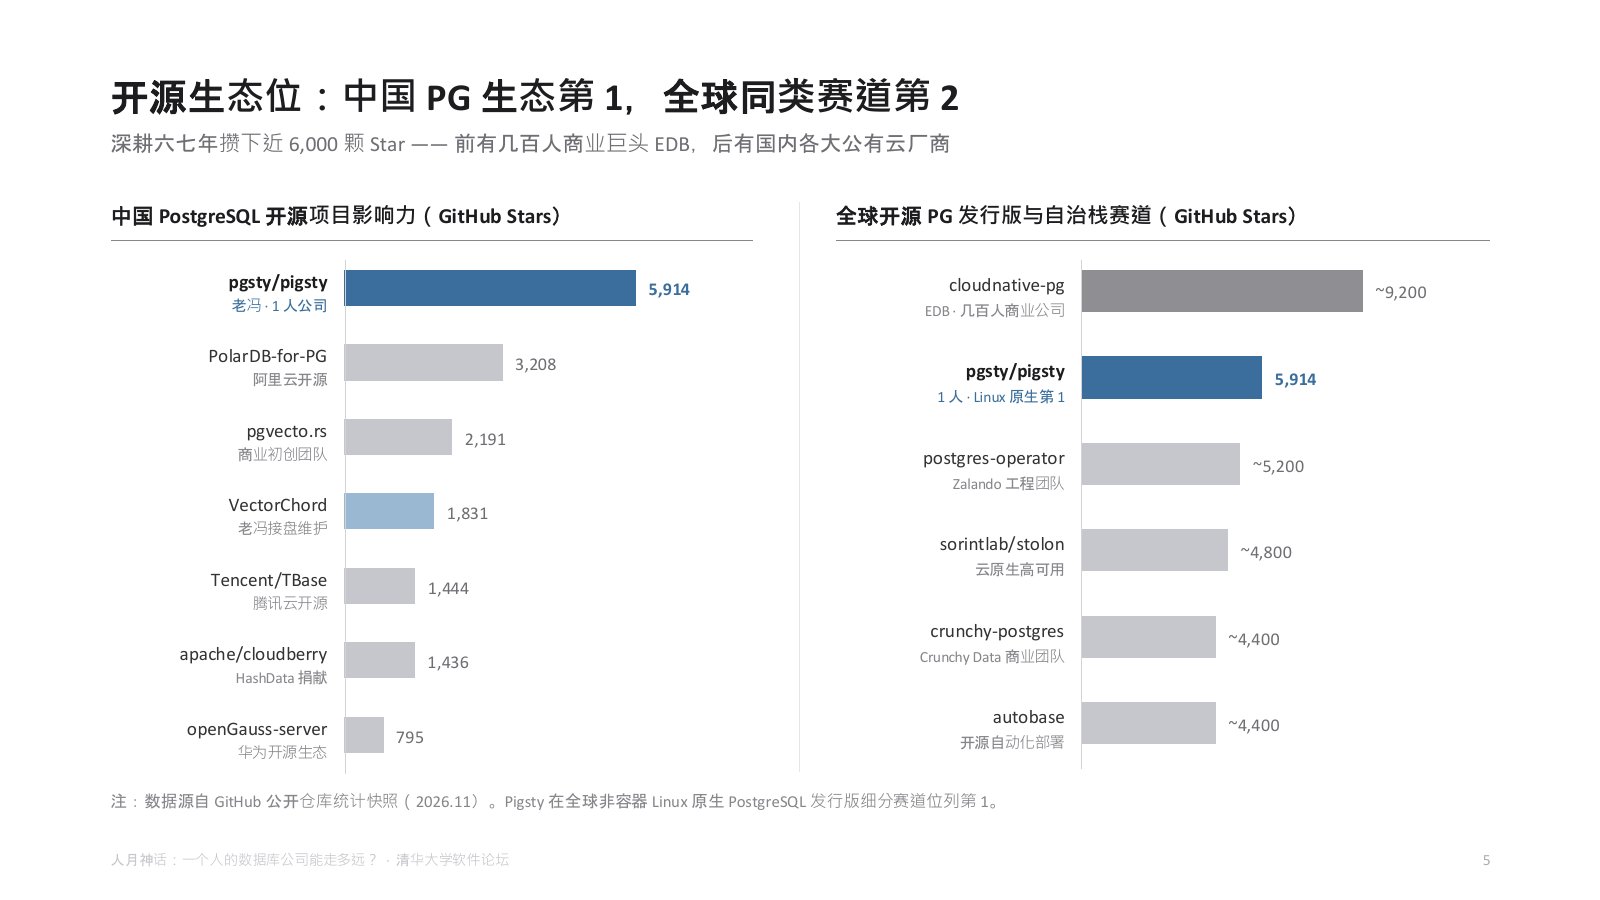 开源生态位：中国 PG 生态第 1，全球同类赛道第 2
深耕六七年攒下近 6,000 颗 Star —— 前有几百人商业巨头 EDB，后有国内各大公有云厂商
中国 PostgreSQL 开源项目影响力（GitHub Stars）
pgsty/pigsty
老冯 · 1 人公司
5,914
PolarDB-for-PG
阿里云开源
3,208
pgvecto.rs
商业初创团队
2,191
VectorChord
老冯接盘维护
1,831
Tencent/TBase
腾讯云开源
1,444
apache/cloudberry
HashData 捐献
1,436
openGauss-server
华为开源生态
795
全球开源 PG 发行版与自治栈赛道（GitHub Stars）
cloudnative-pg
EDB · 几百人商业公司
~9,200
pgsty/pigsty
1 人 · Linux 原生第 1
5,914
postgres-operator
Zalando 工程团队
~5,200
sorintlab/stolon
云原生高可用
~4,800
crunchy-postgres
Crunchy Data 商业团队
~4,400
autobase
开源自动化部署
~4,400
注：数据源自 GitHub 公开仓库统计快照（2026.11）。Pigsty 在全球非容器 Linux 原生 PostgreSQL 发行版细分赛道位列第 1。
人月神话：一个人的数据库公司能走多远？ · 清华大学软件论坛
5